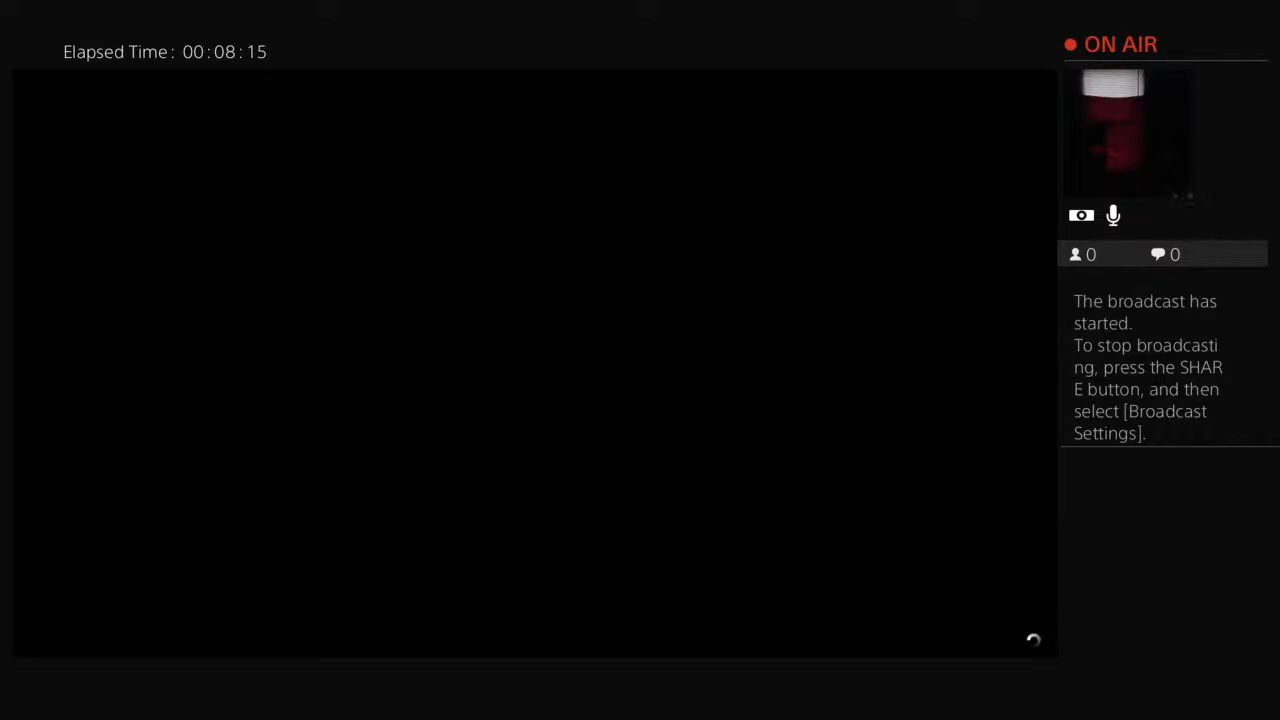 Elapsed Time: 00:08:15
ON AIR
0 0
The broadcast has
started.
To stop broadcasti
ng, press the SHAR
E button, and then
select [Broadcast
Settings].